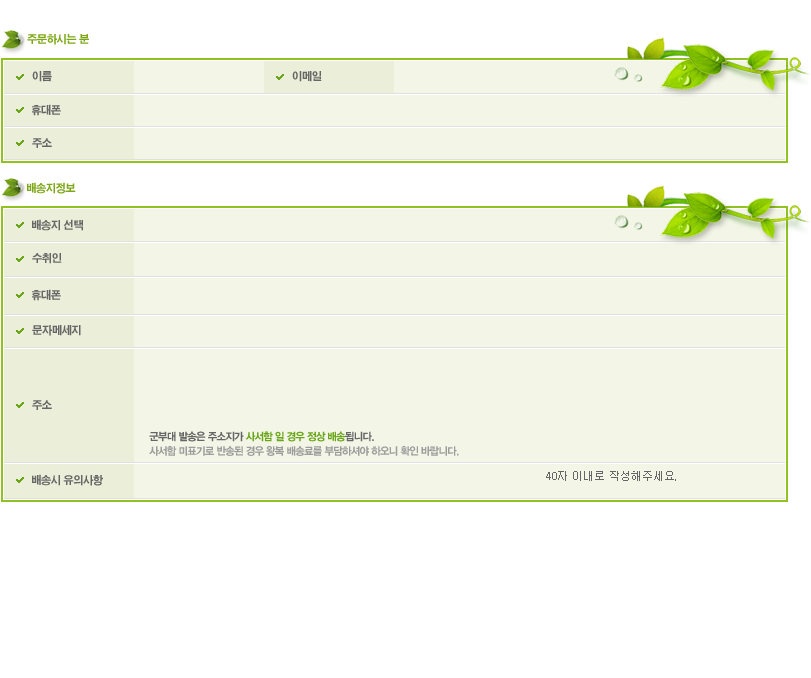 주문하시는 분
이름 이메일
휴대폰
주소
배송지정보
배송지 선택
수취인
휴대폰
문자메세지
주소
군부대 발송은 주소지가 사서함 일 경우 정상 배송됩니다.
사서함 미표기로 반송된 경우 왕복 배송료를 부담하셔야 하오니 확인 바랍니다.
배송시 유의사항
40자 이내로 작성해주세요.